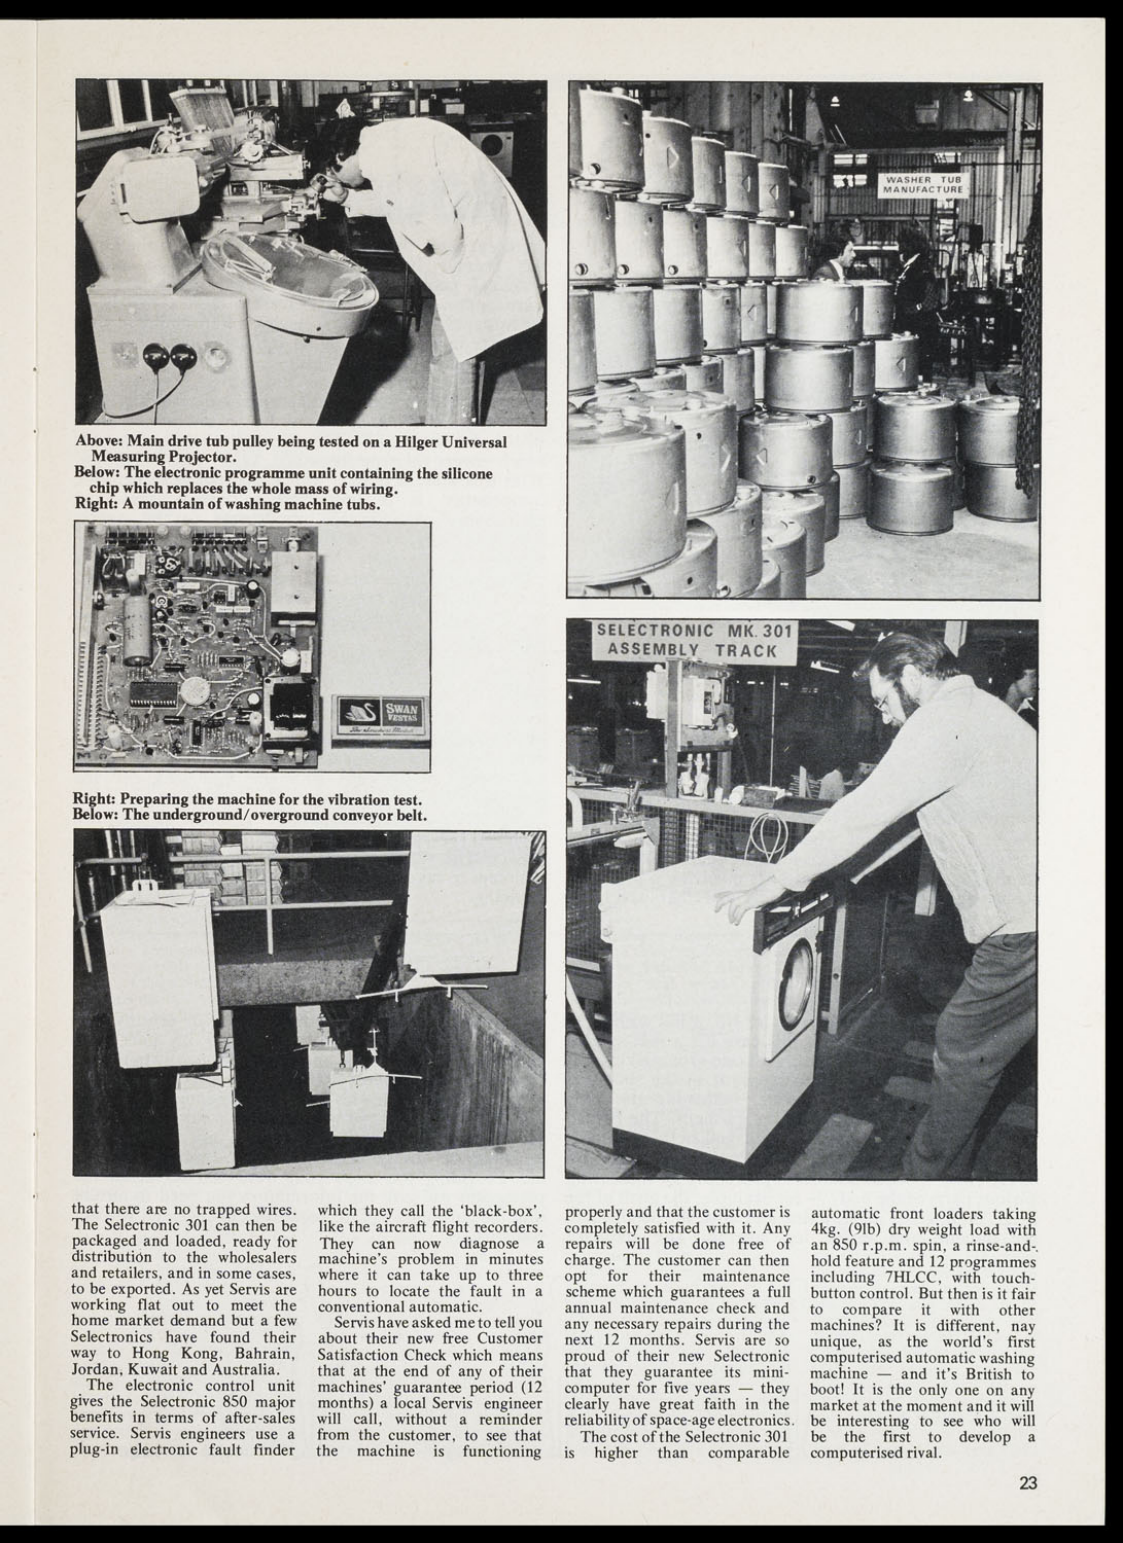 WASHER TUB
MANUFACTURE
Above: Main drive tub pulley being tested on a Hilger Universal
Measuring Projector.
Below: The electronic programme unit containing the silicone
chip which replaces the whole mass of wiring.
Right: A mountain of washing machine tubs.
SWAN
VESTAS
SELECTRONIC MK. 301
ASSEMBLY TRACK
Right: Preparing the machine for the vibration test.
Below: The underground/overground conveyor belt.
that there are no trapped wires.
The Selectronic 301 can then be
packaged and loaded, ready for
distribution to the wholesalers
and retailers, and in some cases,
to be exported. As yet Servis are
working flat out to meet the
home market demand but a few
Selectronics have found their
way to Hong Kong, Bahrain,
Jordan, Kuwait and Australia.
The electronic control unit
gives the Selectronic 850 major
benefits in terms of after-sales
service. Servis engineers use a
plug-in electronic fault finder
which they call the ‘black-box’,
like the aircraft flight recorders.
They can now diagnose a
machine's problem in minutes
where it can take up to three
hours to locate the fault in a
conventional automatic.
Servis have asked me to tell you
about their new free Customer
Satisfaction Check which means
that at the end of any of their
machines' guarantee period (12
months) a local Servis engineer
will call, without a reminder
from the customer, to see that
the machine is functioning
properly and that the customer is
completely satisfied with it. Any
repairs will be done free of
charge. The customer can then
opt for their maintenance
scheme which guarantees a full
annual maintenance check and
any necessary repairs during the
next 12 months. Servis are so
proud of their new Selectronic
that they guarantee its mini-
computer for five years — they
clearly have great faith in the
reliability of space-age electronics.
The cost of the Selectronic 301
is higher than comparable
automatic front loaders taking
4kg. (9lb) dry weight load with
an 850 r.p.m. spin, a rinse-and-
hold feature and 12 programmes
including 7HLCC, with touch-
button control. But then is it fair
to compare it with other
machines? It is different, nay
unique, as the world's first
computerised automatic washing
machine — and it's British to
boot! It is the only one on any
market at the moment and it will
be interesting to see who will
be the first to develop a
computerised rival.
23